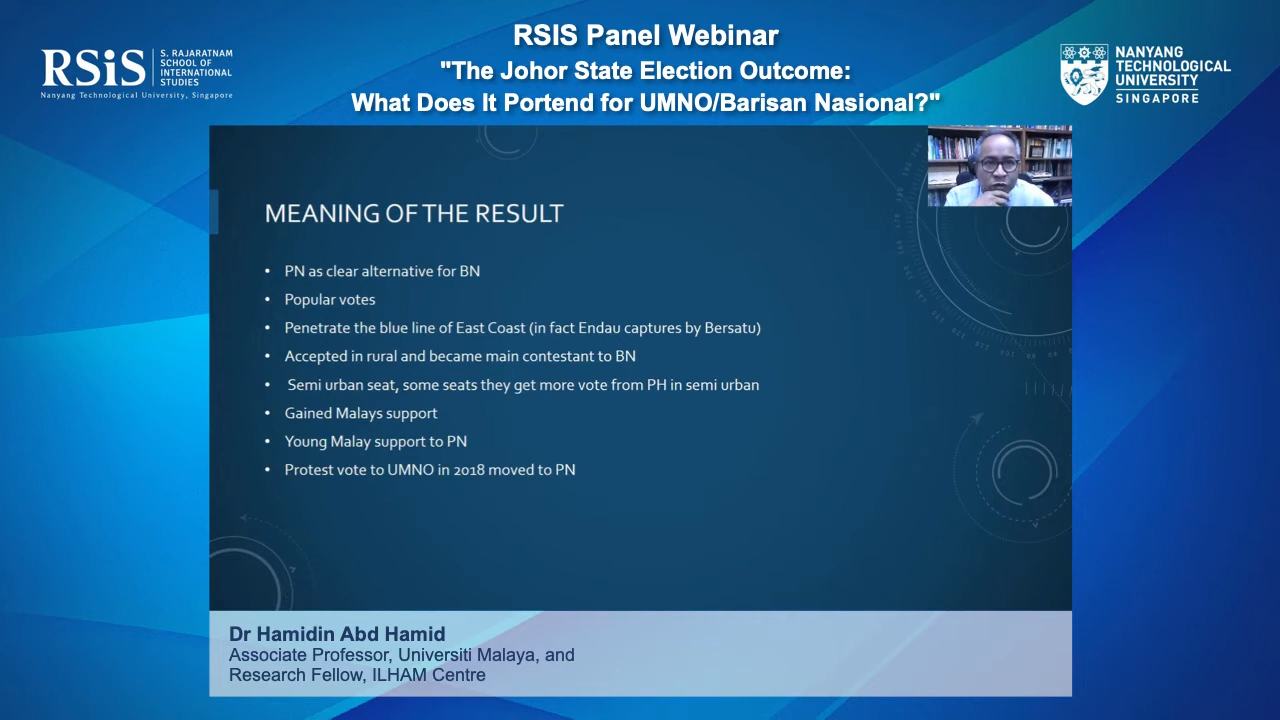 RSiS
S. RAJARATNAM
SCHOOL OF
INTERNATIONAL
STUDIES
Nanyang Technological University, Singapore
RSIS Panel Webinar
"The Johor State Election Outcome:
What Does It Portend for UMNO/Barisan Nasional?"
NANYANG
TECHNOLOGICAL
UNIVERSITY
SINGAPORE
MEANING OF THE RESULT
• PN as clear alternative for BN
• Popular votes
• Penetrate the blue line of East Coast (in fact Endau captures by Bersatu)
• Accepted in rural and became main contestant to BN
• Semi urban seat, some seats they get more vote from PH in semi urban
• Gained Malays support
• Young Malay support to PN
• Protest vote to UMNO in 2018 moved to PN
Dr Hamidin Abd Hamid
Associate Professor, Universiti Malaya, and
Research Fellow, ILHAM Centre